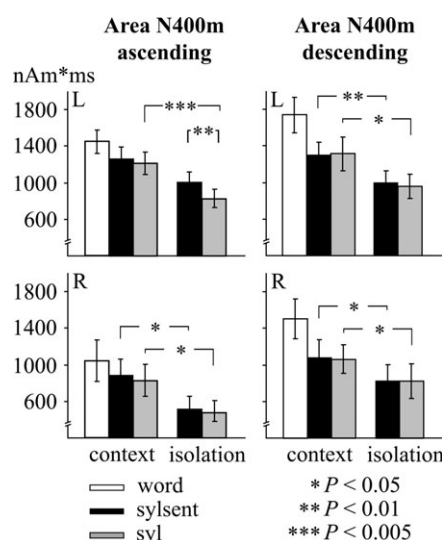 Area N400m Area N400m
ascending descending
nAm*ms
L L
1800
*** **
1400 ** *
1000
600
R R
1800
* *
1400
* *
1000
600
context isolation context isolation
word * P < 0.05
sylsent ** P < 0.01
syl *** P < 0.005